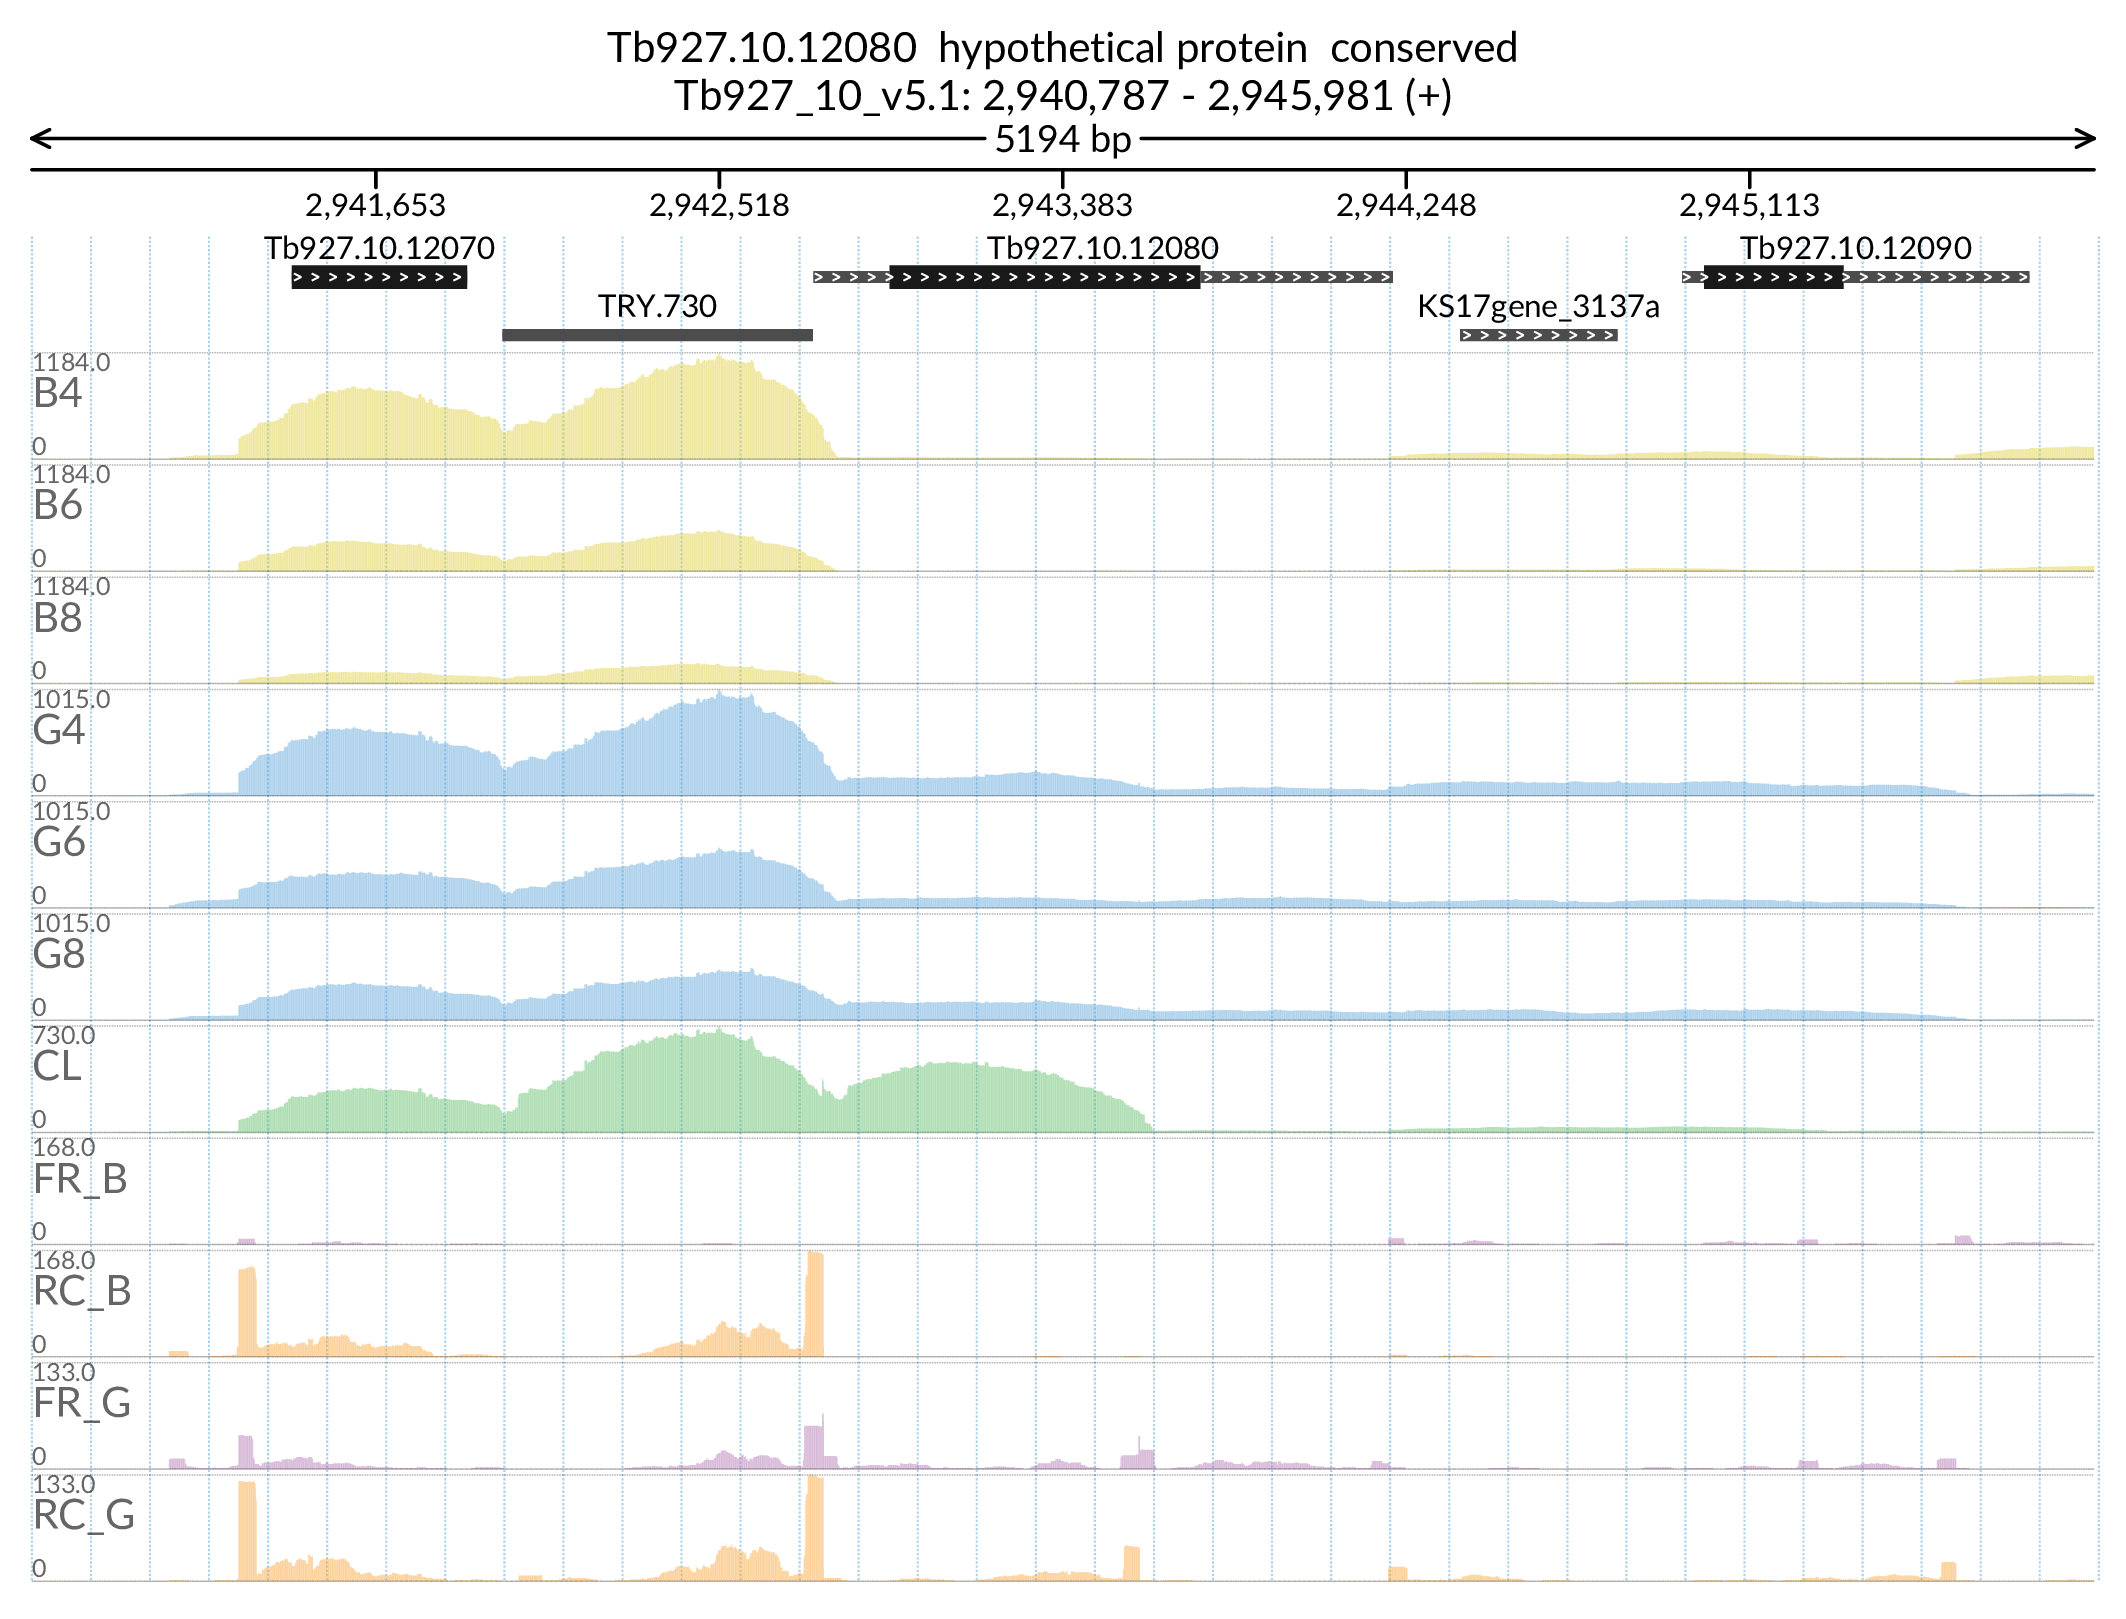 Tb927.10.12080 hypothetical protein conserved
Tb927_10_v5.1: 2,940,787 - 2,945,981 (+)
5194 bp
2,941,653 2,942,518 2,943,383 2,944,248 2,945,113
Tb927.10.12070 Tb927.10.12080 Tb927.10.12090
TRY.730 KS17gene_3137a
1184.0
B4
0
1184.0
B6
0
1184.0
B8
0
1015.0
G4
0
1015.0
G6
0
1015.0
G8
0
730.0
CL
0
168.0
FR_B
0
168.0
RC_B
0
133.0
FR_G
0
133.0
RC_G
0